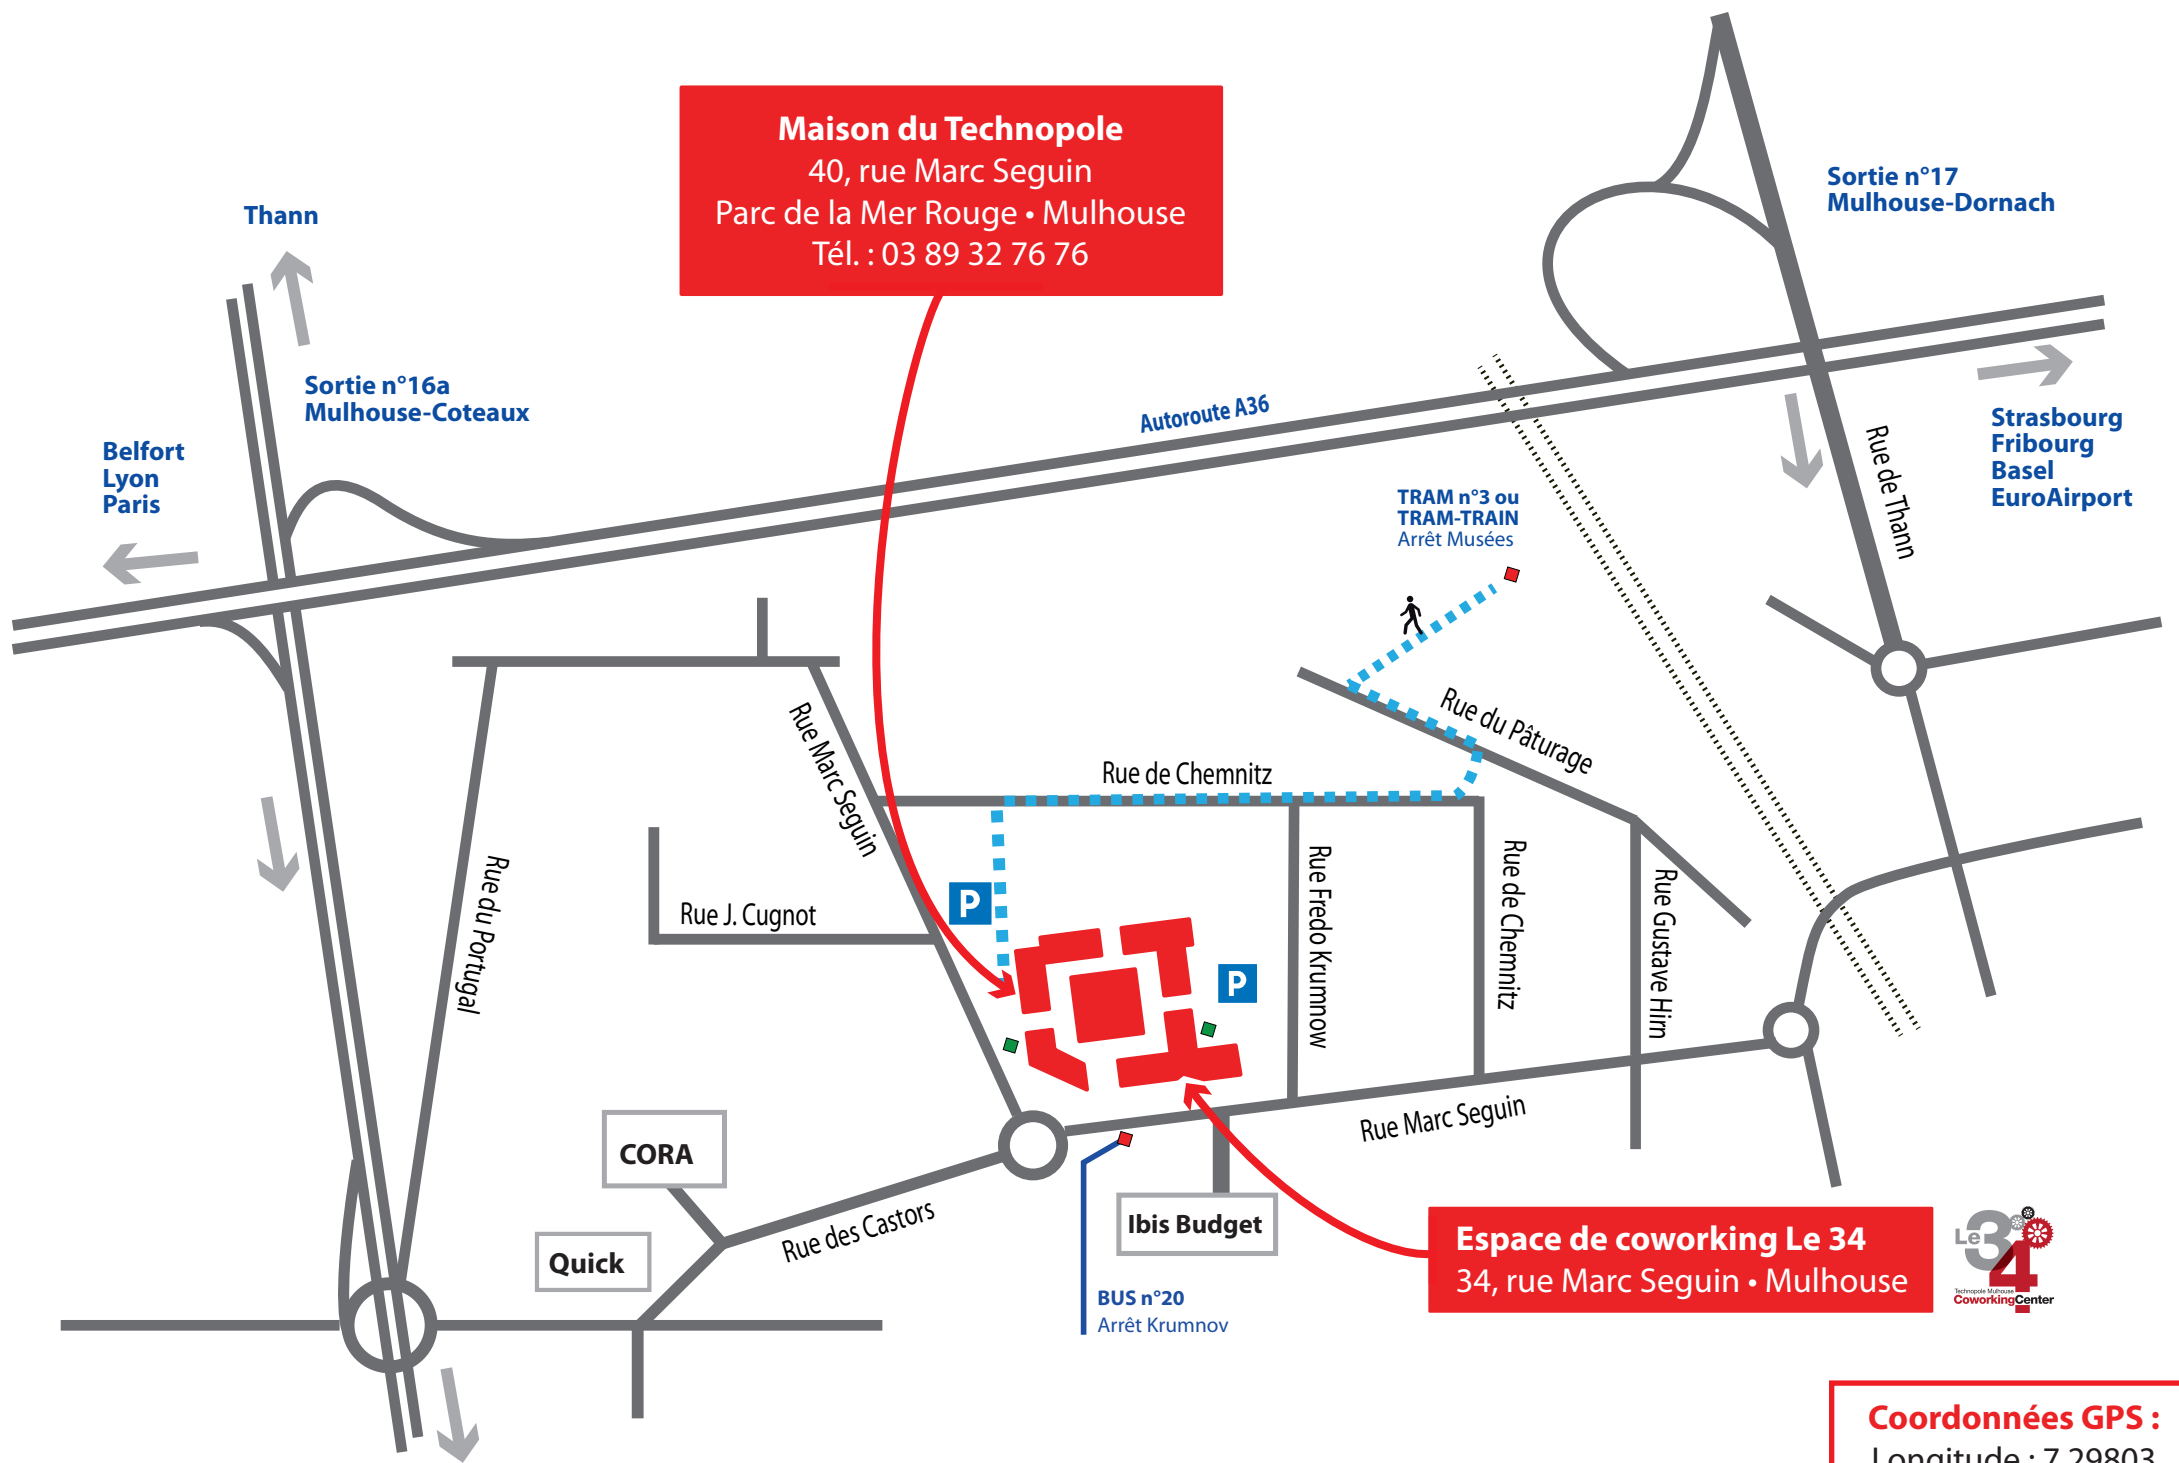 Maison du Technopole
40, rue Marc Seguin
Parc de la Mer Rouge • Mulhouse
Tél. : 03 89 32 76 76
Sortie n°17
Mulhouse-Dornach
Thann
Sortie n°16a
Mulhouse-Coteaux
Belfort
Lyon
Paris
Autoroute A36
Strasbourg
Fribourg
Basel
EuroAirport
Rue de Thann
TRAM n°3 ou
TRAM-TRAIN
Arrêt Musées
Rue du Pâturage
Rue Marc Seguin
Rue de Chemnitz
Rue du Portugal
Rue J. Cugnot
P
P
Rue Fredo Krumnow
Rue de Chemnitz
Rue Gustave Hirn
Rue Marc Seguin
CORA
Quick
Rue des Castors
Ibis Budget
BUS n°20
Arrêt Krumnov
Espace de coworking Le 34
34, rue Marc Seguin • Mulhouse
Le 34
Technopole Mulhouse
CoworkingCenter
Coordonnées GPS :
Longitude : 7.29803